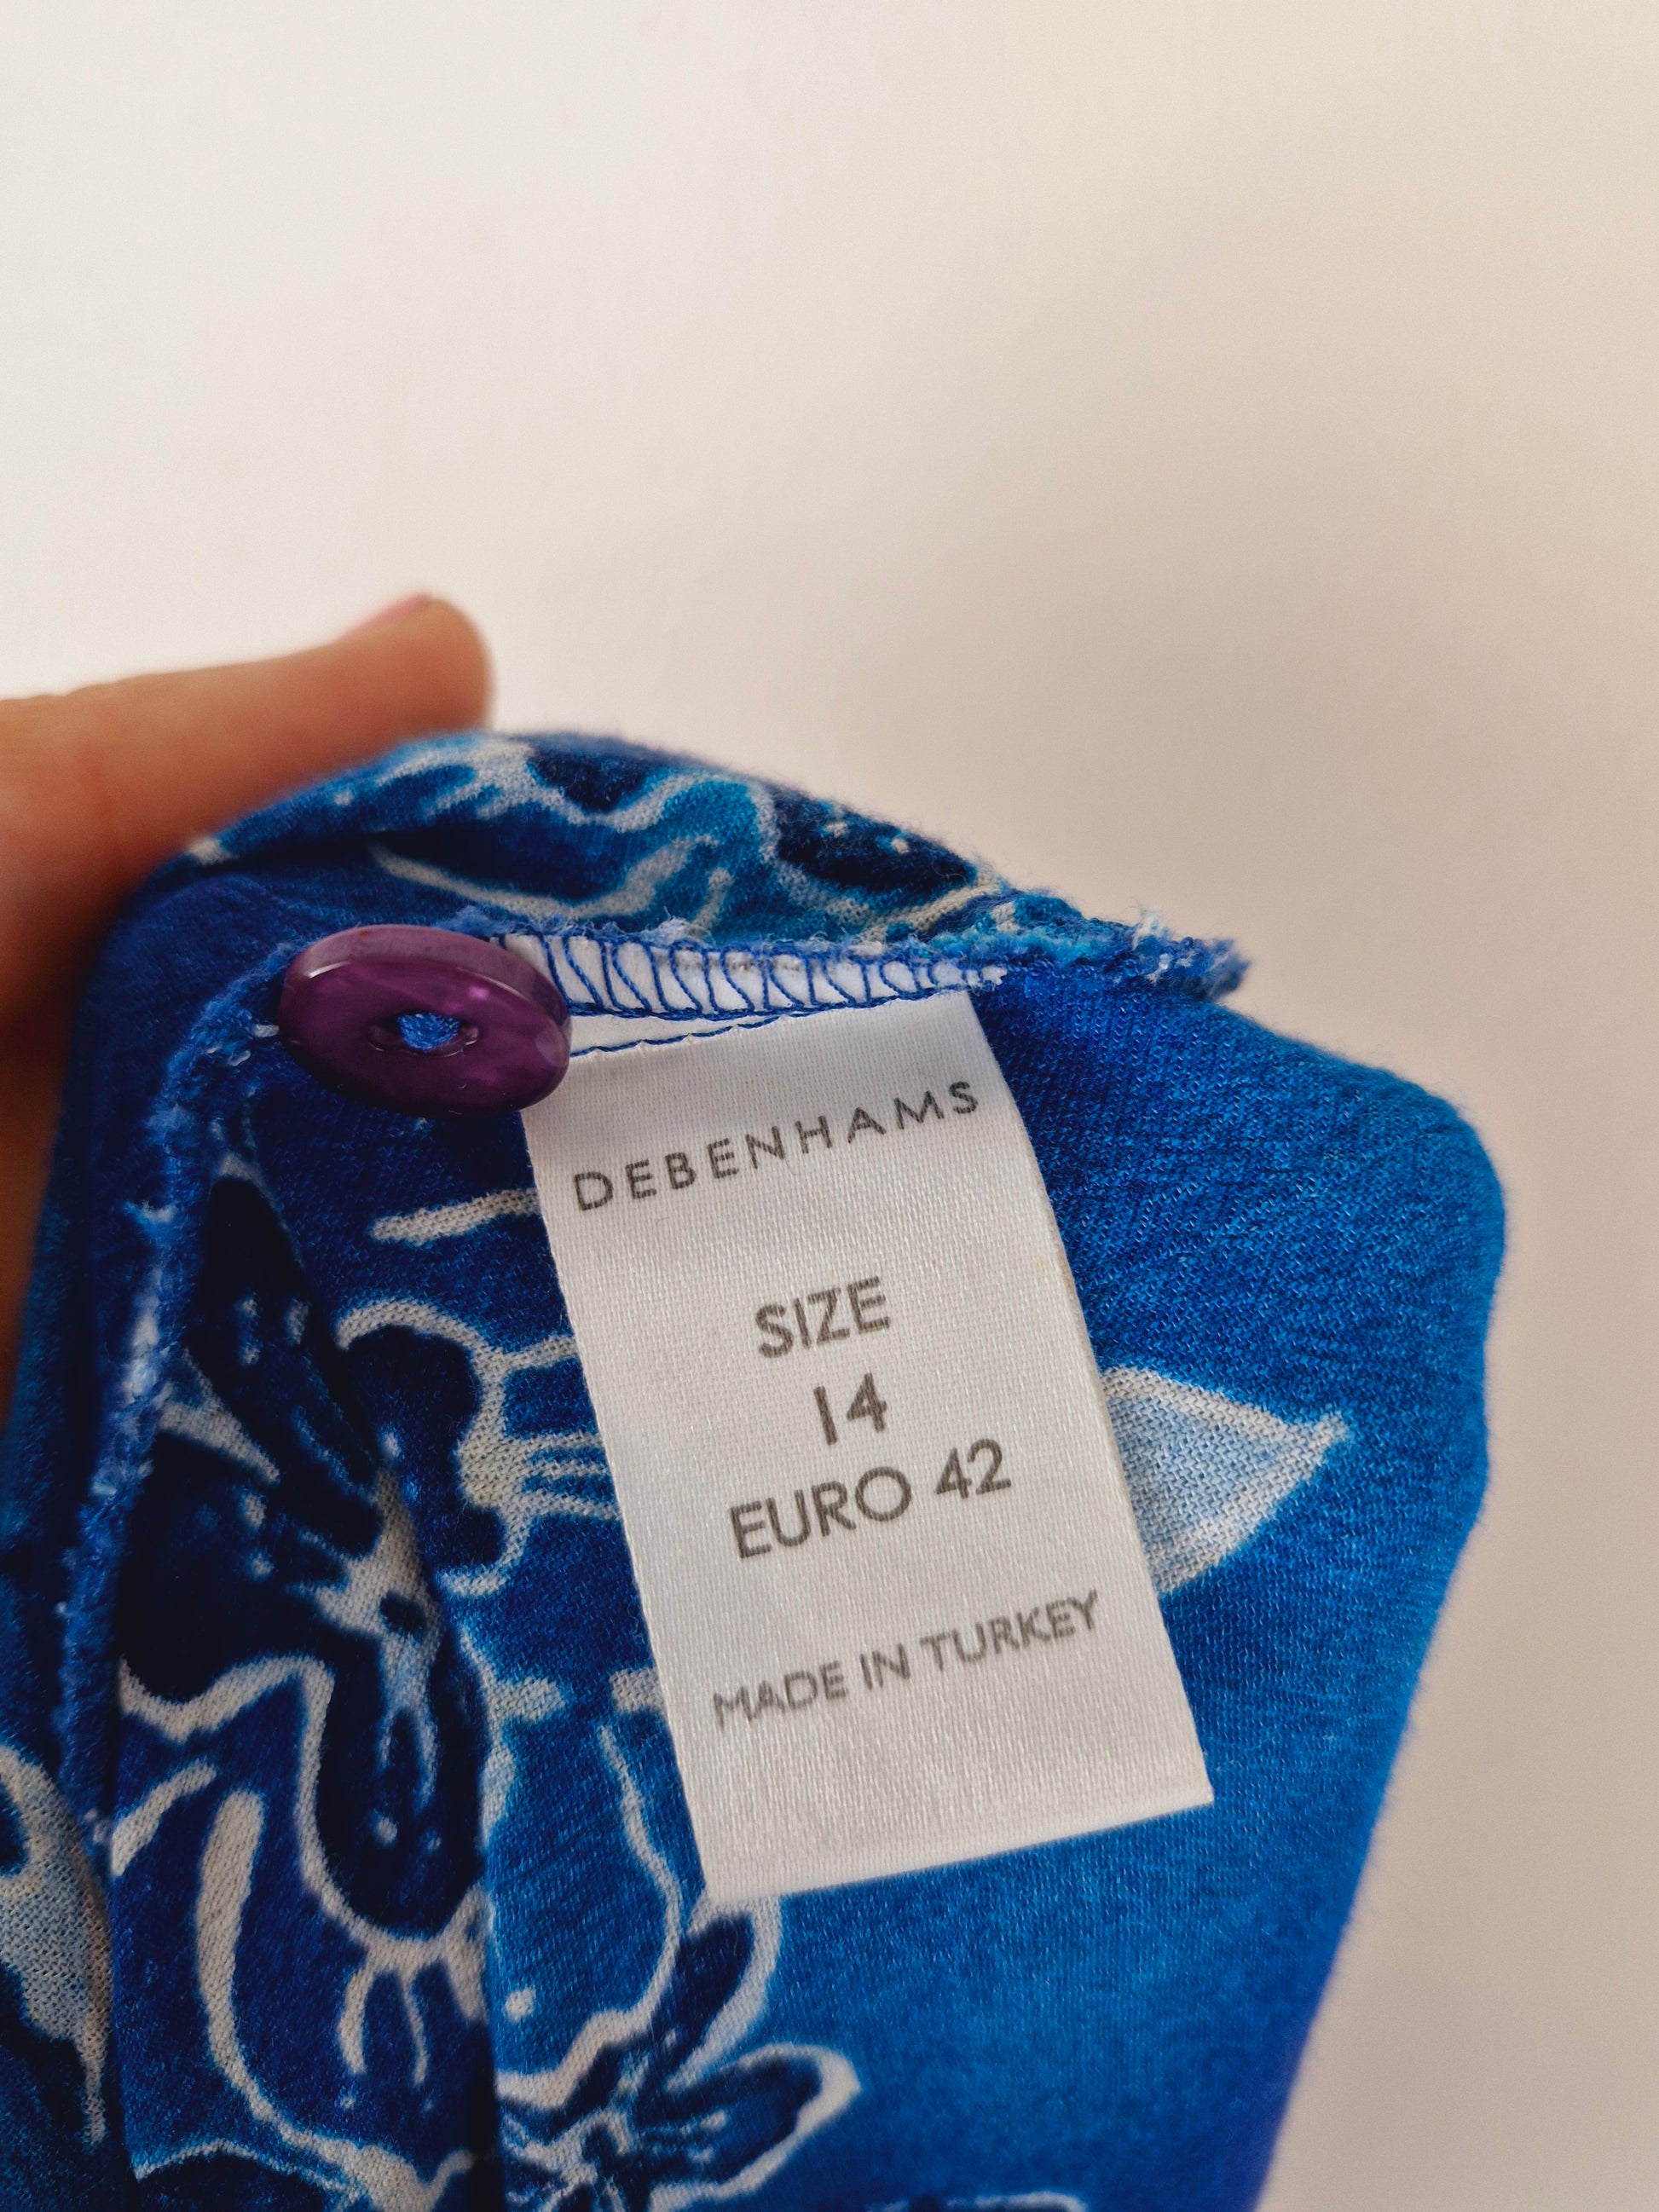 DEBENHAMS
SIZE
14
EURO 42
MADE IN TURKEY